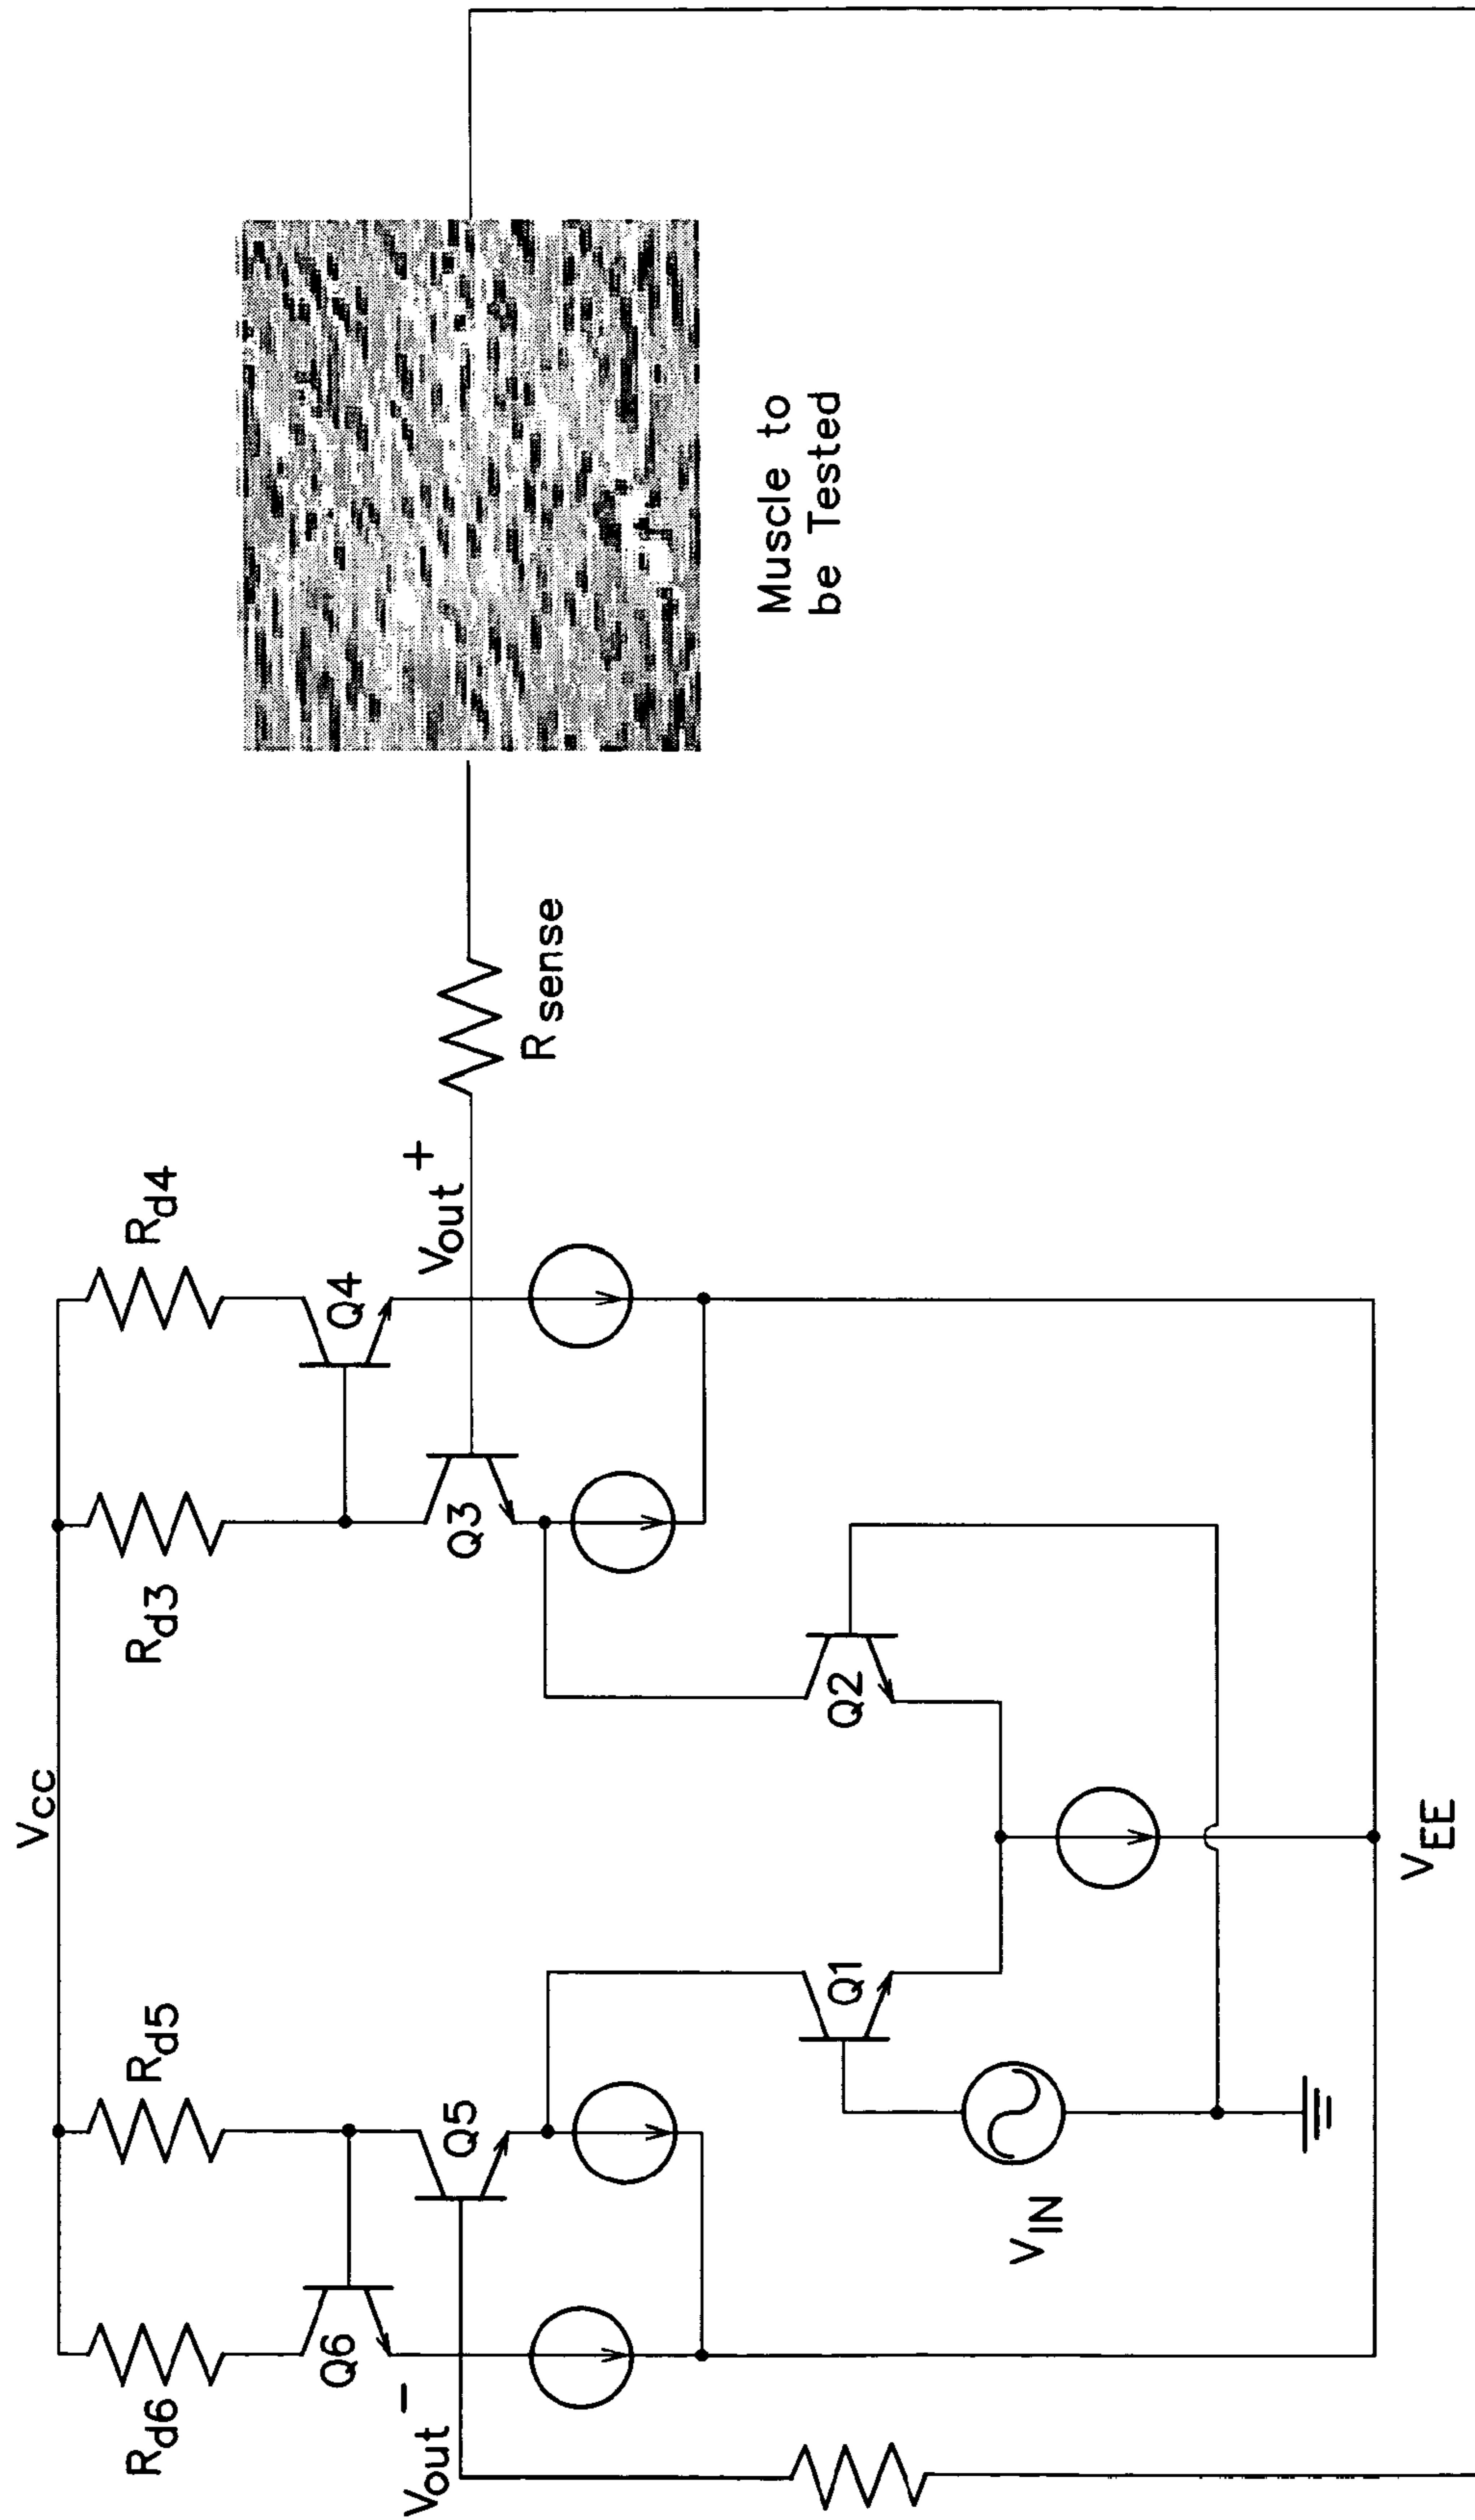 Vcc
Rd6
Rd5
Rd3
Rd4
Q6
Q5
Q3
Q4
Vout -
Vout +
R sense
Q1
Q2
VIN
VEE
Muscle to
be Tested